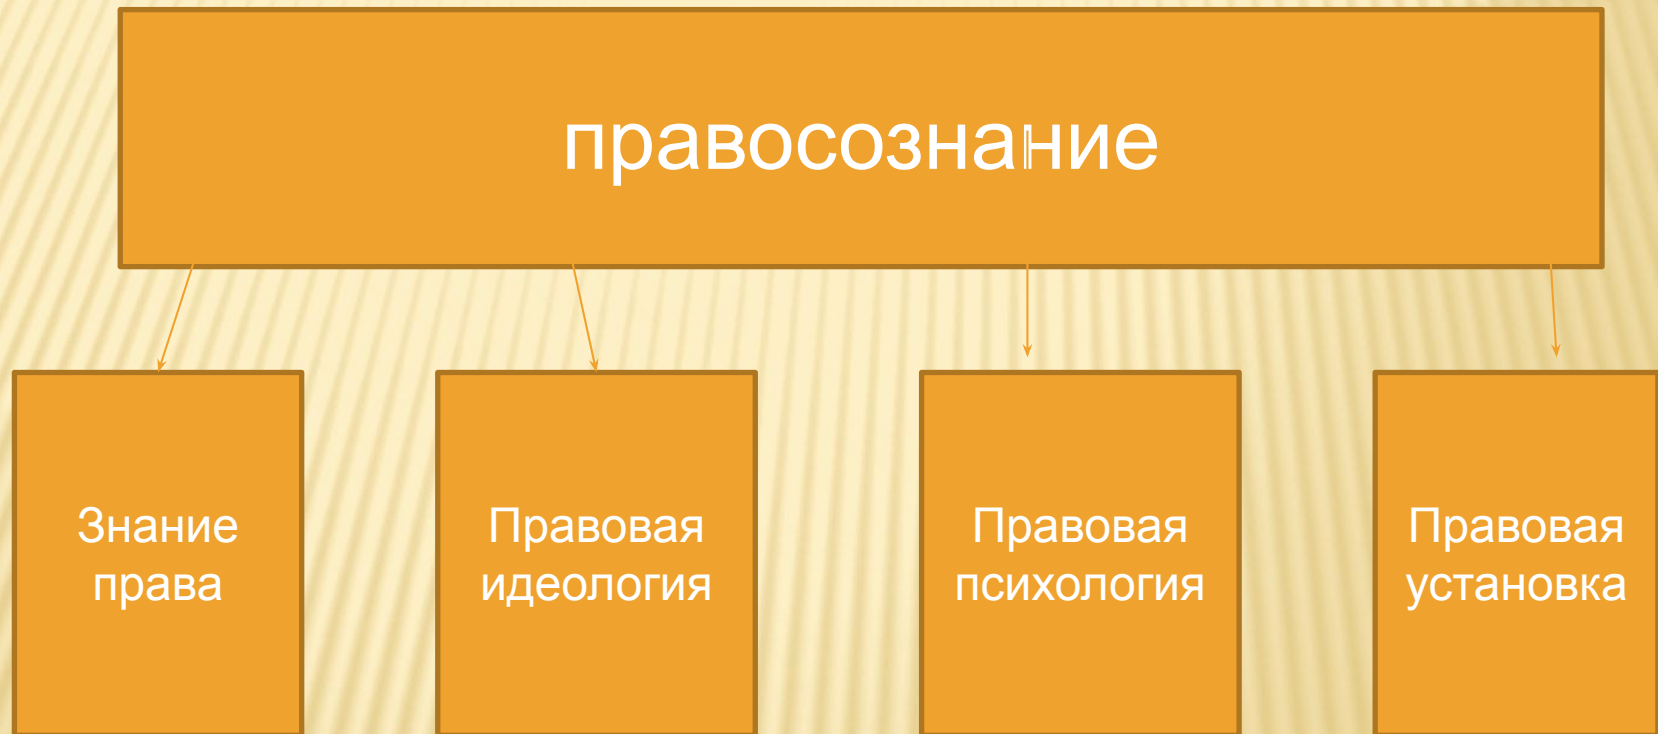 правосознание
Знание
права
Правовая
идеология
Правовая
психология
Правовая
установка